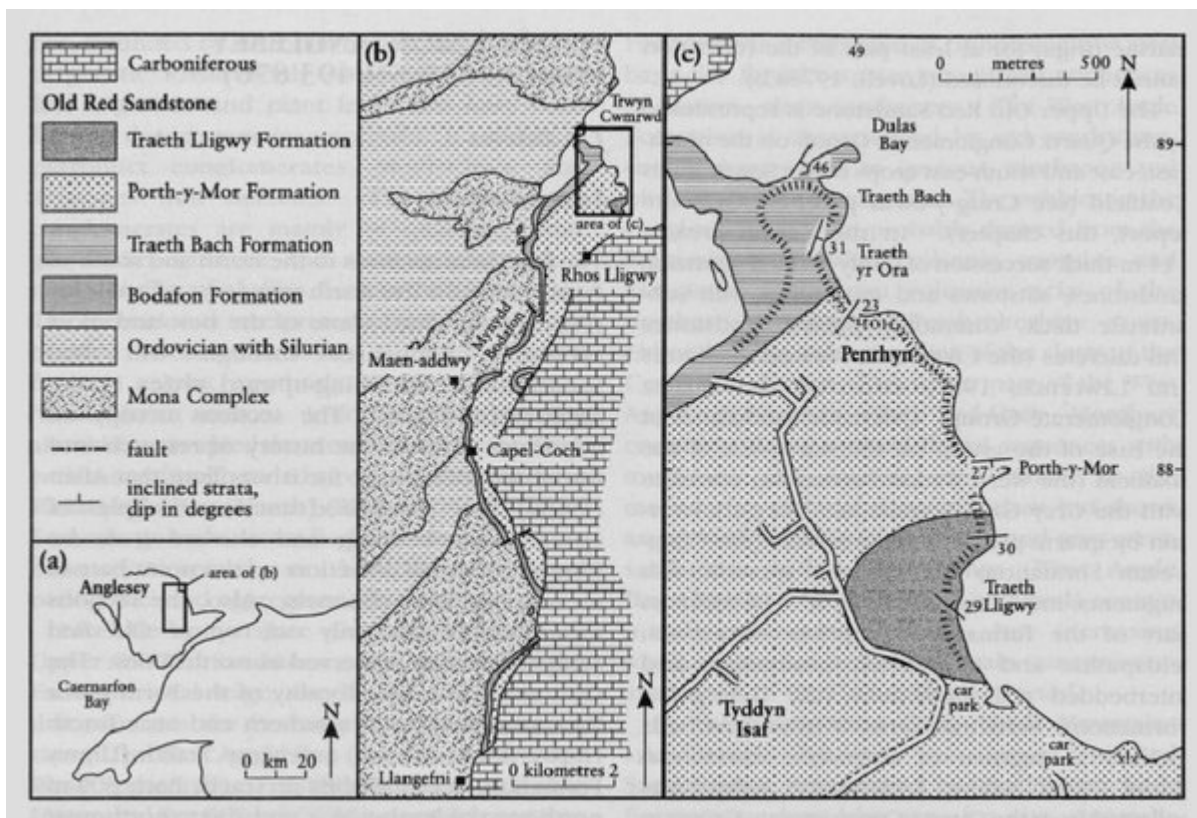 Carboniferous
Old Red Sandstone
Traeth Lligwy Formation
Porth-y-Mor Formation
Traeth Bach Formation
Bodafon Formation
Ordovician with Silurian
Mona Complex
fault
inclined strata,
dip in degrees
(a)
area of (b)
Anglesey
Caernarfon
Bay
N
0 km 20
(b)
Trwyn
Cwmrwd
area of (c)
Rhos Lligwy
Mynydd
Bodafon
Maen-addwy
Capel-Coch
N
0 kilometres 2
Llangefni
(c)
49
0 metres 500
N
Dulas
Bay
89
46
Traeth Bach
31
Traeth
yr Ora
22
Penrhyn
27
Porth-y-Mor
88
30
Traeth
29 Lligwy
car
park
Tyddyn
Isaf
car
park